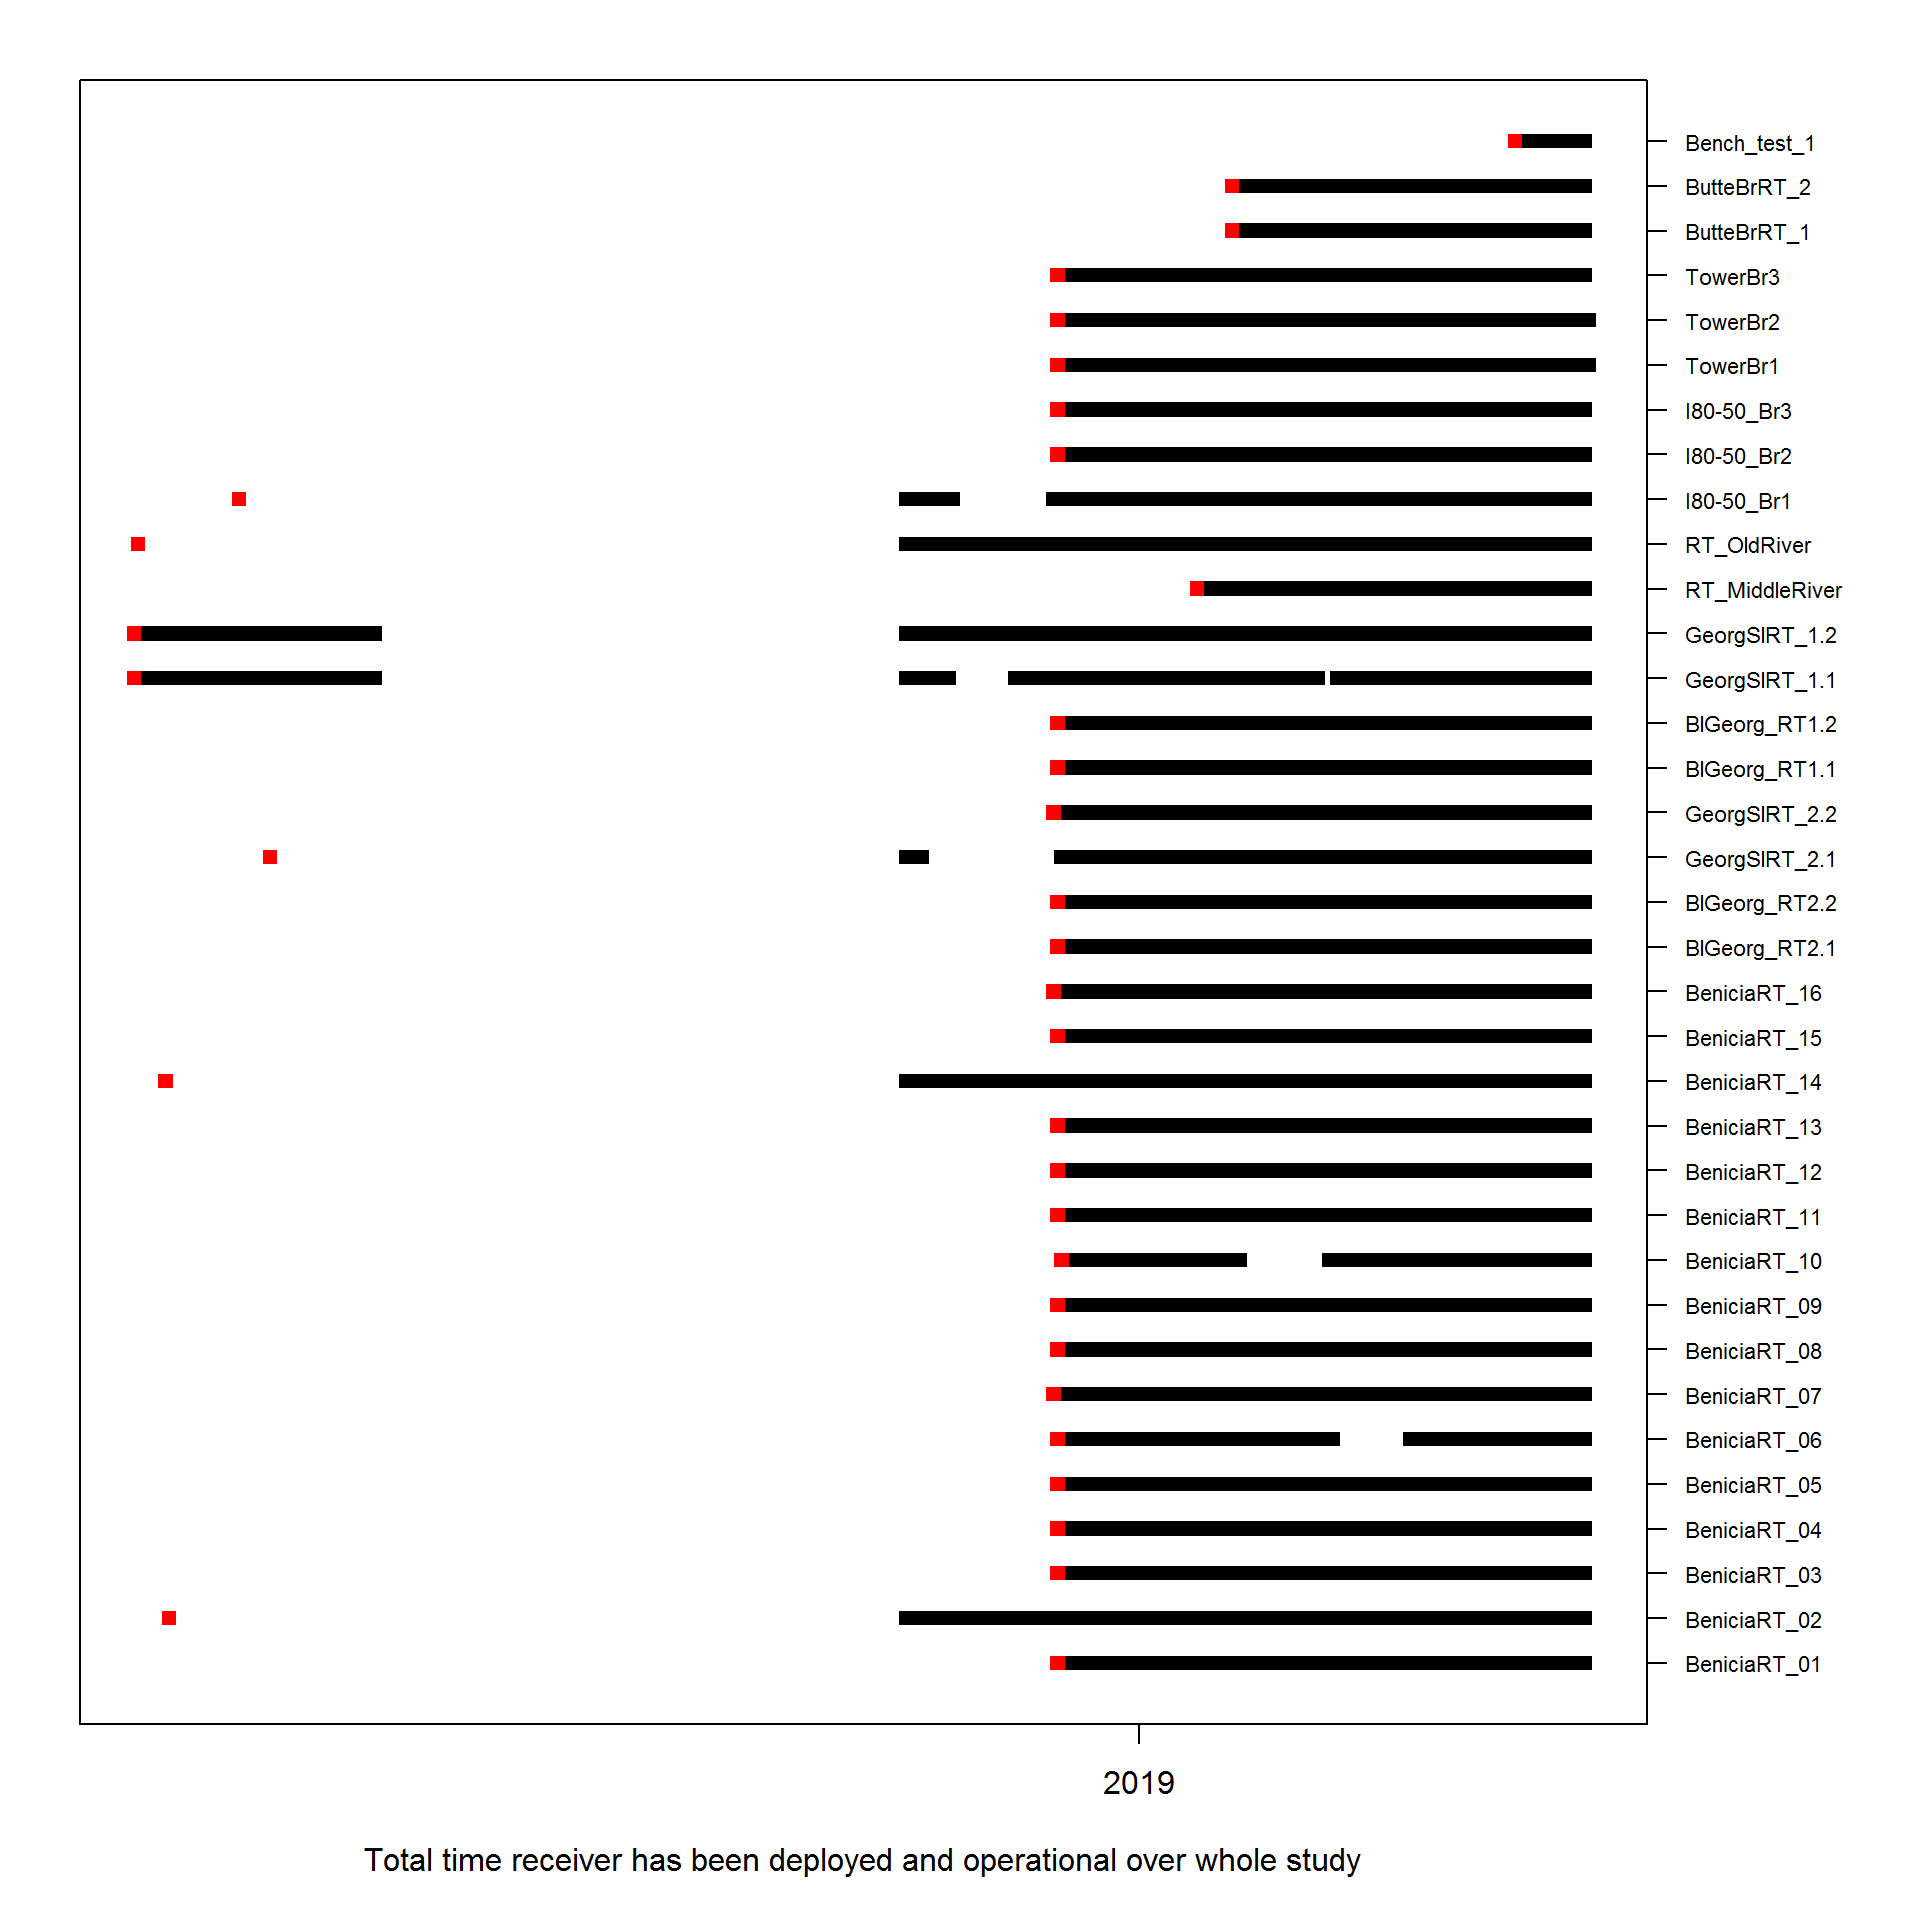 Bench_test_1
ButteBrRT_2
ButteBrRT_1
TowerBr3
TowerBr2
TowerBr1
I80-50_Br3
I80-50_Br2
I80-50_Br1
RT_OldRiver
RT_MiddleRiver
GeorgSlRT_1.2
GeorgSlRT_1.1
BlGeorg_RT1.2
BlGeorg_RT1.1
GeorgSlRT_2.2
GeorgSlRT_2.1
BlGeorg_RT2.2
BlGeorg_RT2.1
BeniciaRT_16
BeniciaRT_15
BeniciaRT_14
BeniciaRT_13
BeniciaRT_12
BeniciaRT_11
BeniciaRT_10
BeniciaRT_09
BeniciaRT_08
BeniciaRT_07
BeniciaRT_06
BeniciaRT_05
BeniciaRT_04
BeniciaRT_03
BeniciaRT_02
BeniciaRT_01
2019
Total time receiver has been deployed and operational over whole study